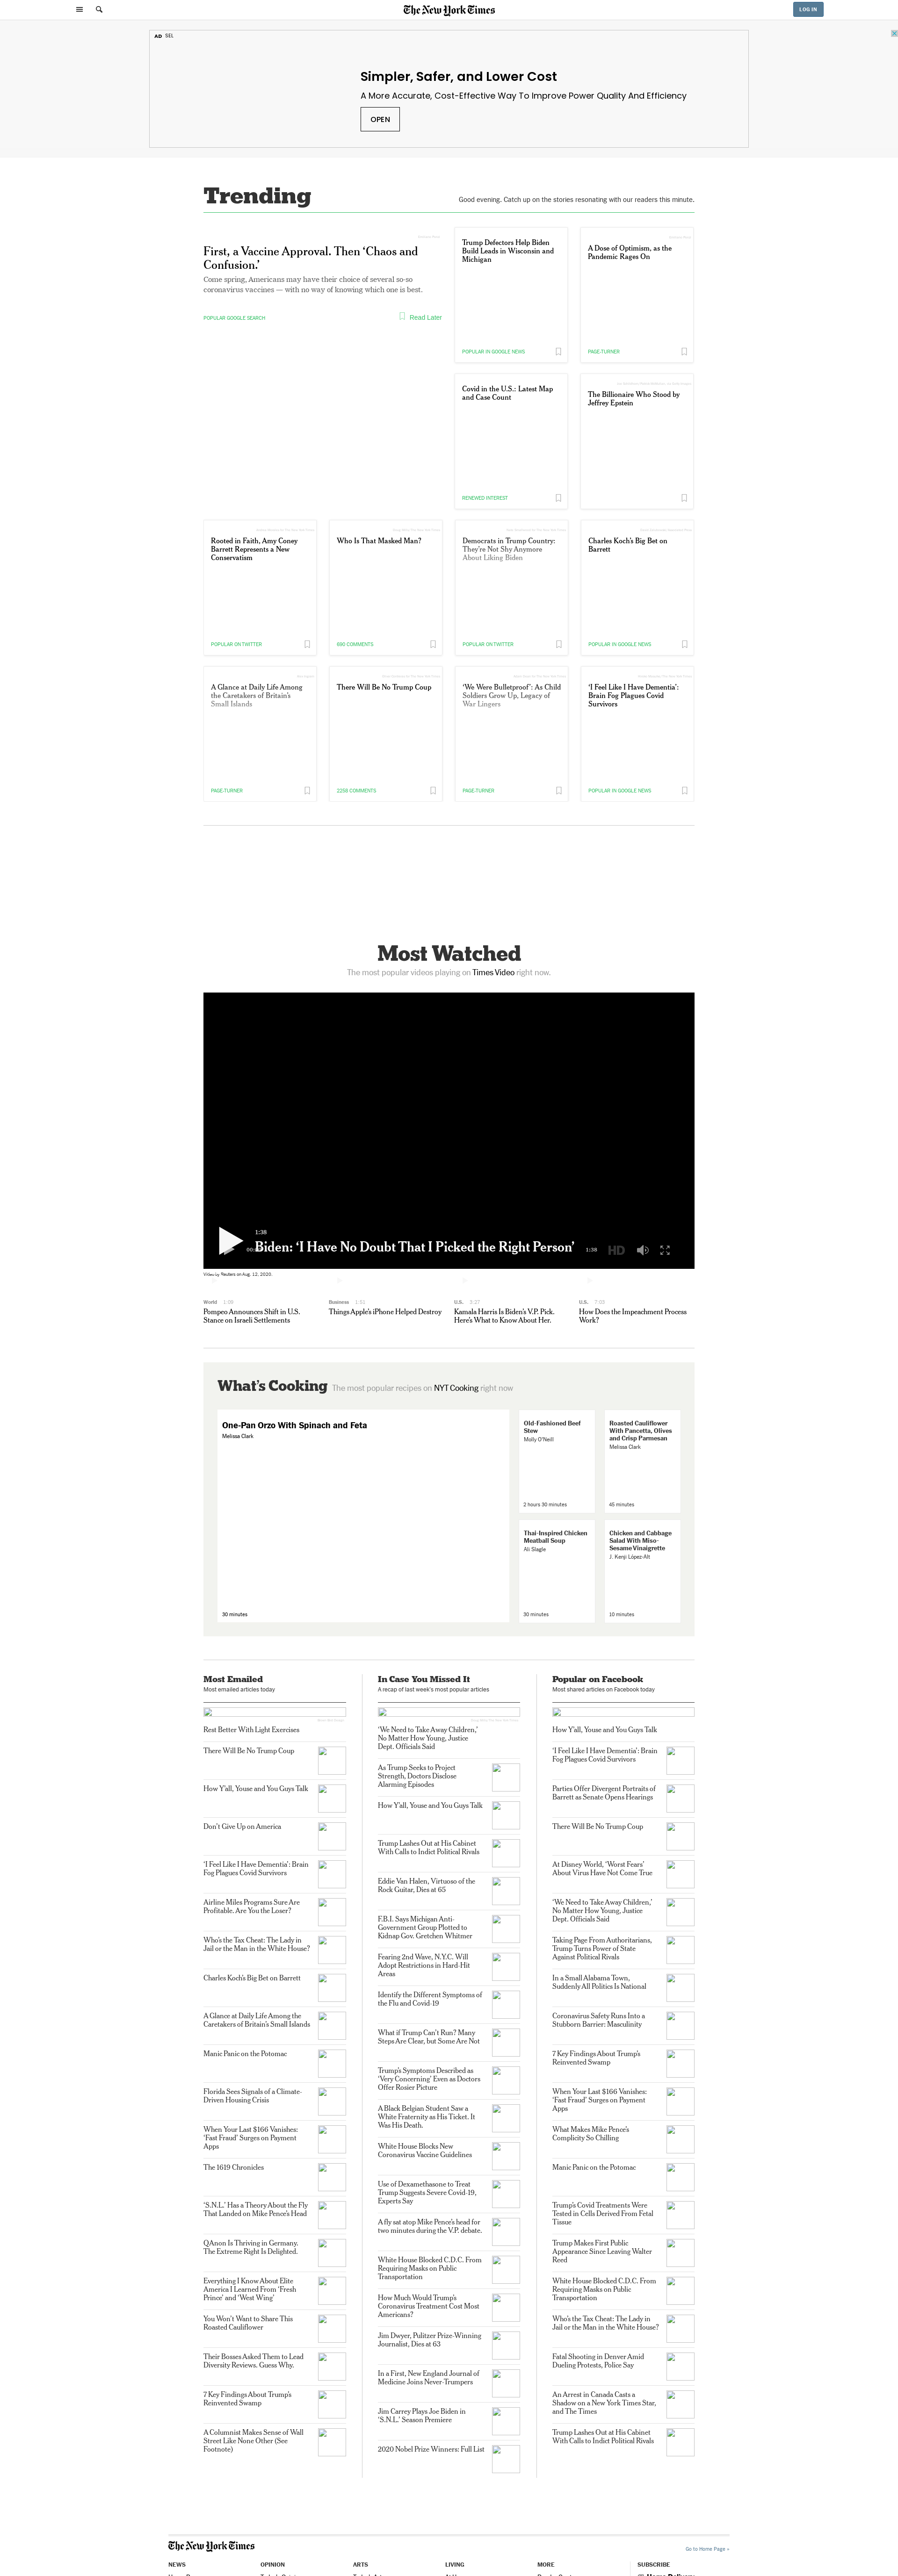 The New York Times
LOG IN
AD SEL
Simpler, Safer, and Lower Cost
A More Accurate, Cost-Effective Way To Improve Power Quality And Efficiency
OPEN
Trending
Good evening. Catch up on the stories resonating with our readers this minute.
First, a Vaccine Approval. Then ‘Chaos and
Confusion.’
Come spring, Americans may have their choice of several so-so
coronavirus vaccines — with no way of knowing which one is best.
POPULAR GOOGLE SEARCH
Read Later
Trump Defectors Help Biden
Build Leads in Wisconsin and
Michigan
POPULAR IN GOOGLE NEWS
A Dose of Optimism, as the
Pandemic Rages On
PAGE-TURNER
Covid in the U.S.: Latest Map
and Case Count
RENEWED INTEREST
The Billionaire Who Stood by
Jeffrey Epstein
Rooted in Faith, Amy Coney
Barrett Represents a New
Conservatism
POPULAR ON TWITTER
Who Is That Masked Man?
690 COMMENTS
Democrats in Trump Country:
They’re Not Shy Anymore
About Liking Biden
POPULAR ON TWITTER
Charles Koch’s Big Bet on
Barrett
POPULAR IN GOOGLE NEWS
A Glance at Daily Life Among
the Caretakers of Britain’s
Small Islands
PAGE-TURNER
There Will Be No Trump Coup
2258 COMMENTS
‘We Were Bulletproof’: As Child
Soldiers Grow Up, Legacy of
War Lingers
PAGE-TURNER
‘I Feel Like I Have Dementia’:
Brain Fog Plagues Covid
Survivors
POPULAR IN GOOGLE NEWS
Most Watched
The most popular videos playing on Times Video right now.
1:38
Biden: ‘I Have No Doubt That I Picked the Right Person’
1:38 HD
Video by Reuters on Aug. 12, 2020.
World 1:08
Pompeo Announces Shift in U.S.
Stance on Israeli Settlements
Business 1:51
Things Apple’s iPhone Helped Destroy
U.S. 3:27
Kamala Harris Is Biden’s V.P. Pick.
Here’s What to Know About Her.
U.S. 7:03
How Does the Impeachment Process
Work?
What’s Cooking The most popular recipes on NYT Cooking right now
One-Pan Orzo With Spinach and Feta
Melissa Clark
30 minutes
Old-Fashioned Beef
Stew
Molly O’Neill
2 hours 30 minutes
Roasted Cauliflower
With Pancetta, Olives
and Crisp Parmesan
Melissa Clark
45 minutes
Thai-Inspired Chicken
Meatball Soup
Ali Slagle
30 minutes
Chicken and Cabbage
Salad With Miso-
Sesame Vinaigrette
J. Kenji López-Alt
10 minutes
Most Emailed
Most emailed articles today
Rest Better With Light Exercises
There Will Be No Trump Coup
How Y’all, Youse and You Guys Talk
Don’t Give Up on America
‘I Feel Like I Have Dementia’: Brain
Fog Plagues Covid Survivors
Airline Miles Programs Sure Are
Profitable. Are You the Loser?
Who’s the Tax Cheat: The Lady in
Jail or the Man in the White House?
Charles Koch’s Big Bet on Barrett
A Glance at Daily Life Among the
Caretakers of Britain’s Small Islands
Manic Panic on the Potomac
Florida Sees Signals of a Climate-
Driven Housing Crisis
When Your Last $166 Vanishes:
‘Fast Fraud’ Surges on Payment
Apps
The 1619 Chronicles
‘S.N.L.’ Has a Theory About the Fly
That Landed on Mike Pence’s Head
QAnon Is Thriving in Germany.
The Extreme Right Is Delighted.
Everything I Know About Elite
America I Learned From ‘Fresh
Prince’ and ‘West Wing’
You Won’t Want to Share This
Roasted Cauliflower
Their Bosses Asked Them to Lead
Diversity Reviews. Guess Why.
7 Key Findings About Trump’s
Reinvented Swamp
A Columnist Makes Sense of Wall
Street Like None Other (See
Footnote)
In Case You Missed It
A recap of last week’s most popular articles
‘We Need to Take Away Children,’
No Matter How Young, Justice
Dept. Officials Said
As Trump Seeks to Project
Strength, Doctors Disclose
Alarming Episodes
How Y’all, Youse and You Guys Talk
Trump Lashes Out at His Cabinet
With Calls to Indict Political Rivals
Eddie Van Halen, Virtuoso of the
Rock Guitar, Dies at 65
F.B.I. Says Michigan Anti-
Government Group Plotted to
Kidnap Gov. Gretchen Whitmer
Fearing 2nd Wave, N.Y.C. Will
Adopt Restrictions in Hard-Hit
Areas
Identify the Different Symptoms of
the Flu and Covid-19
What if Trump Can’t Run? Many
Steps Are Clear, but Some Are Not
Trump’s Symptoms Described as
‘Very Concerning’ Even as Doctors
Offer Rosier Picture
A Black Belgian Student Saw a
White Fraternity as His Ticket. It
Was His Death.
White House Blocks New
Coronavirus Vaccine Guidelines
Use of Dexamethasone to Treat
Trump Suggests Severe Covid-19,
Experts Say
A fly sat atop Mike Pence’s head for
two minutes during the V.P. debate.
White House Blocked C.D.C. From
Requiring Masks on Public
Transportation
How Much Would Trump’s
Coronavirus Treatment Cost Most
Americans?
Jim Dwyer, Pulitzer Prize-Winning
Journalist, Dies at 63
In a First, New England Journal of
Medicine Joins Never-Trumpers
Jim Carrey Plays Joe Biden in
‘S.N.L.’ Season Premiere
2020 Nobel Prize Winners: Full List
Popular on Facebook
Most shared articles on Facebook today
How Y’all, Youse and You Guys Talk
‘I Feel Like I Have Dementia’: Brain
Fog Plagues Covid Survivors
Parties Offer Divergent Portraits of
Barrett as Senate Opens Hearings
There Will Be No Trump Coup
At Disney World, ‘Worst Fears’
About Virus Have Not Come True
‘We Need to Take Away Children,’
No Matter How Young, Justice
Dept. Officials Said
Taking Page From Authoritarians,
Trump Turns Power of State
Against Political Rivals
In a Small Alabama Town,
Suddenly All Politics Is National
Coronavirus Safety Runs Into a
Stubborn Barrier: Masculinity
7 Key Findings About Trump’s
Reinvented Swamp
When Your Last $166 Vanishes:
‘Fast Fraud’ Surges on Payment
Apps
What Makes Mike Pence’s
Complicity So Chilling
Manic Panic on the Potomac
Trump’s Covid Treatments Were
Tested in Cells Derived From Fetal
Tissue
Trump Makes First Public
Appearance Since Leaving Walter
Reed
White House Blocked C.D.C. From
Requiring Masks on Public
Transportation
Who’s the Tax Cheat: The Lady in
Jail or the Man in the White House?
Fatal Shooting in Denver Amid
Dueling Protests, Police Say
An Arrest in Canada Casts a
Shadow on a New York Times Star,
and The Times
Trump Lashes Out at His Cabinet
With Calls to Indict Political Rivals
The New York Times
Go to Home Page »
NEWS
OPINION
ARTS
LIVING
MORE
SUBSCRIBE